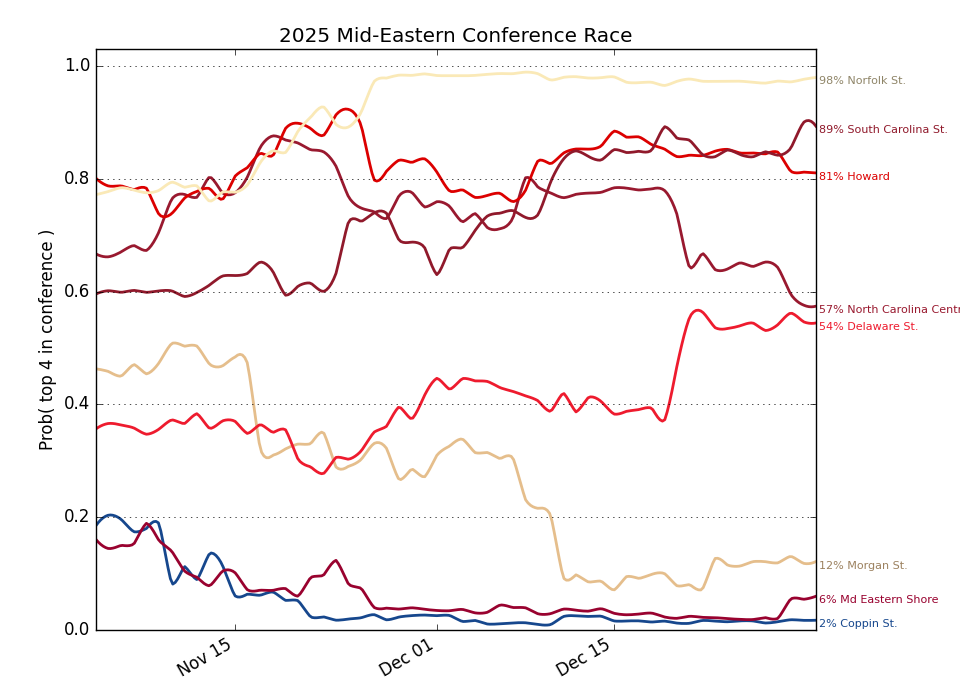 2025 Mid-Eastern Conference Race
Prob( top 4 in conference )
1.0
0.8
0.6
0.4
0.2
0.0
Nov 15
Dec 01
Dec 15
98% Norfolk St.
89% South Carolina St.
81% Howard
57% North Carolina Centr
54% Delaware St.
12% Morgan St.
6% Md Eastern Shore
2% Coppin St.